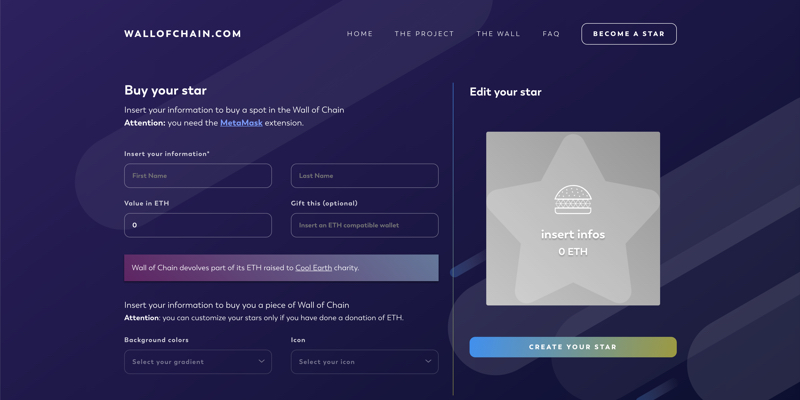 WALLOFCHAIN.COM
HOME
THE PROJECT
THE WALL
FAQ
BECOME A STAR
Buy your star
Insert your information to buy a spot in the Wall of Chain
Attention: you need the MetaMask extension.
Insert your information*
First Name
Last Name
Value in ETH
Gift this (optional)
0
Insert an ETH compatible wallet
Wall of Chain devolves part of its ETH raised to Cool Earth charity.
Insert your information to buy you a piece of Wall of Chain
Attention: you can customize your stars only if you have done a donation of ETH.
Background colors
Icon
Select your gradient
Select your icon
Edit your star
insert infos
0 ETH
CREATE YOUR STAR